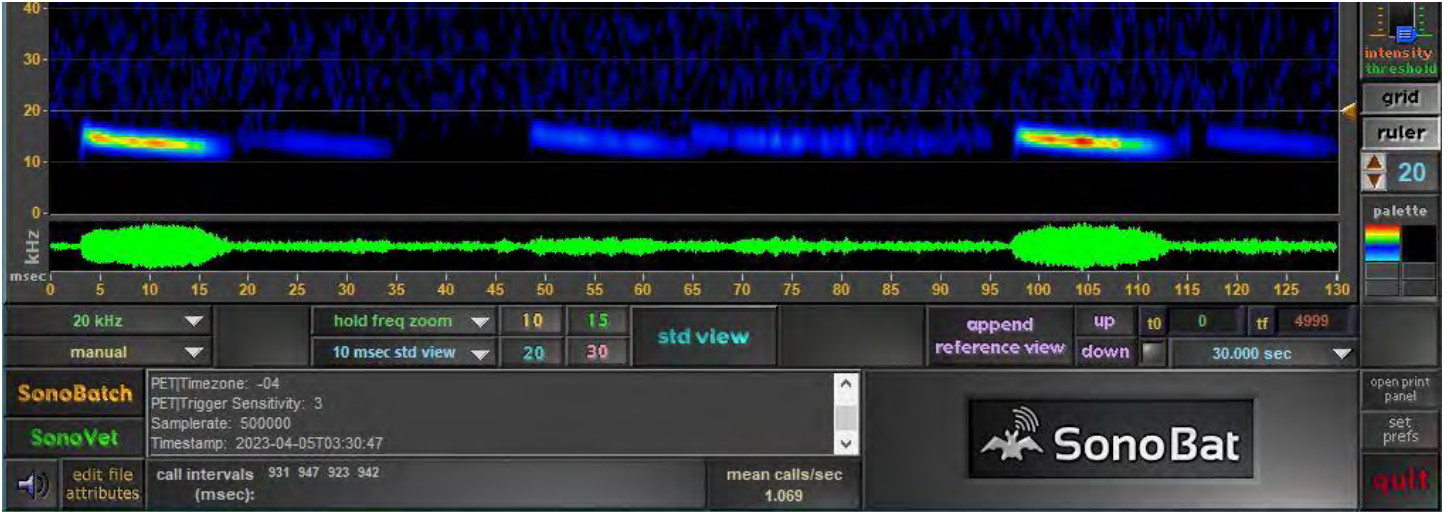 40
30
20
10
0
kHz
msec
0 5 10 15 20 25 30 35 40 45 50 55 60 65 70 75 80 85 90 95 100 105 110 115 120 125 130
intensity
threshold
grid
ruler
20
palette
20 kHz
manual
hold freq zoom
10 msec std view
10 15
20 30
std view
append
reference view
up
down
t0 0 tf 4999
30.000 sec
SonoBatch
SonoVet
PET|Timezone: -04
PET|Trigger Sensitivity: 3
Samplerate: 500000
Timestamp: 2023-04-05T03:30:47
SonoBat
open print
panel
set
prefs
edit file
attributes
call intervals 931 947 923 942
(msec):
mean calls/sec
1.069
quit